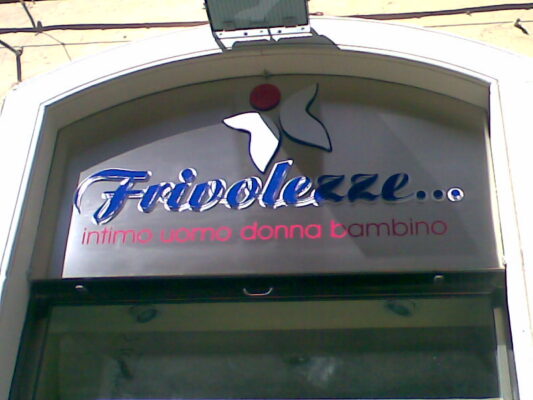 Frivolezze...
intimo uomo donna bambino